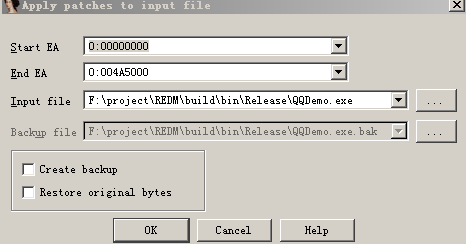 Apply patches to input file
Start EA 0:00000000
End EA 0:004A5000
Input file F:\project\REDM\build\bin\Release\QQDemo.exe ...
Backup file F:\project\REDM\build\bin\Release\QQDemo.exe.bak ...
Create backup
Restore original bytes
OK Cancel Help